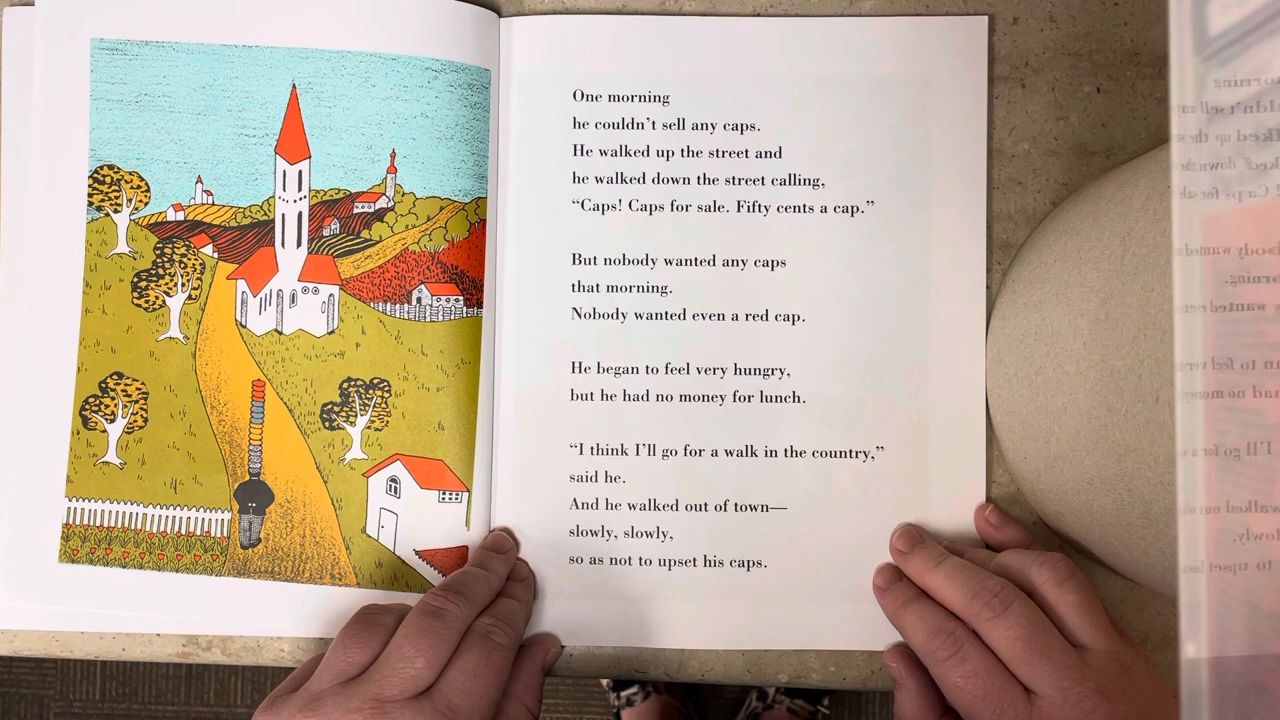 One morning
he couldn’t sell any caps.
He walked up the street and
he walked down the street calling,
“Caps! Caps for sale. Fifty cents a cap.”
But nobody wanted any caps
that morning.
Nobody wanted even a red cap.
He began to feel very hungry,
but he had no money for lunch.
“I think I’ll go for a walk in the country,”
said he.
And he walked out of town—
slowly, slowly,
so as not to upset his caps.